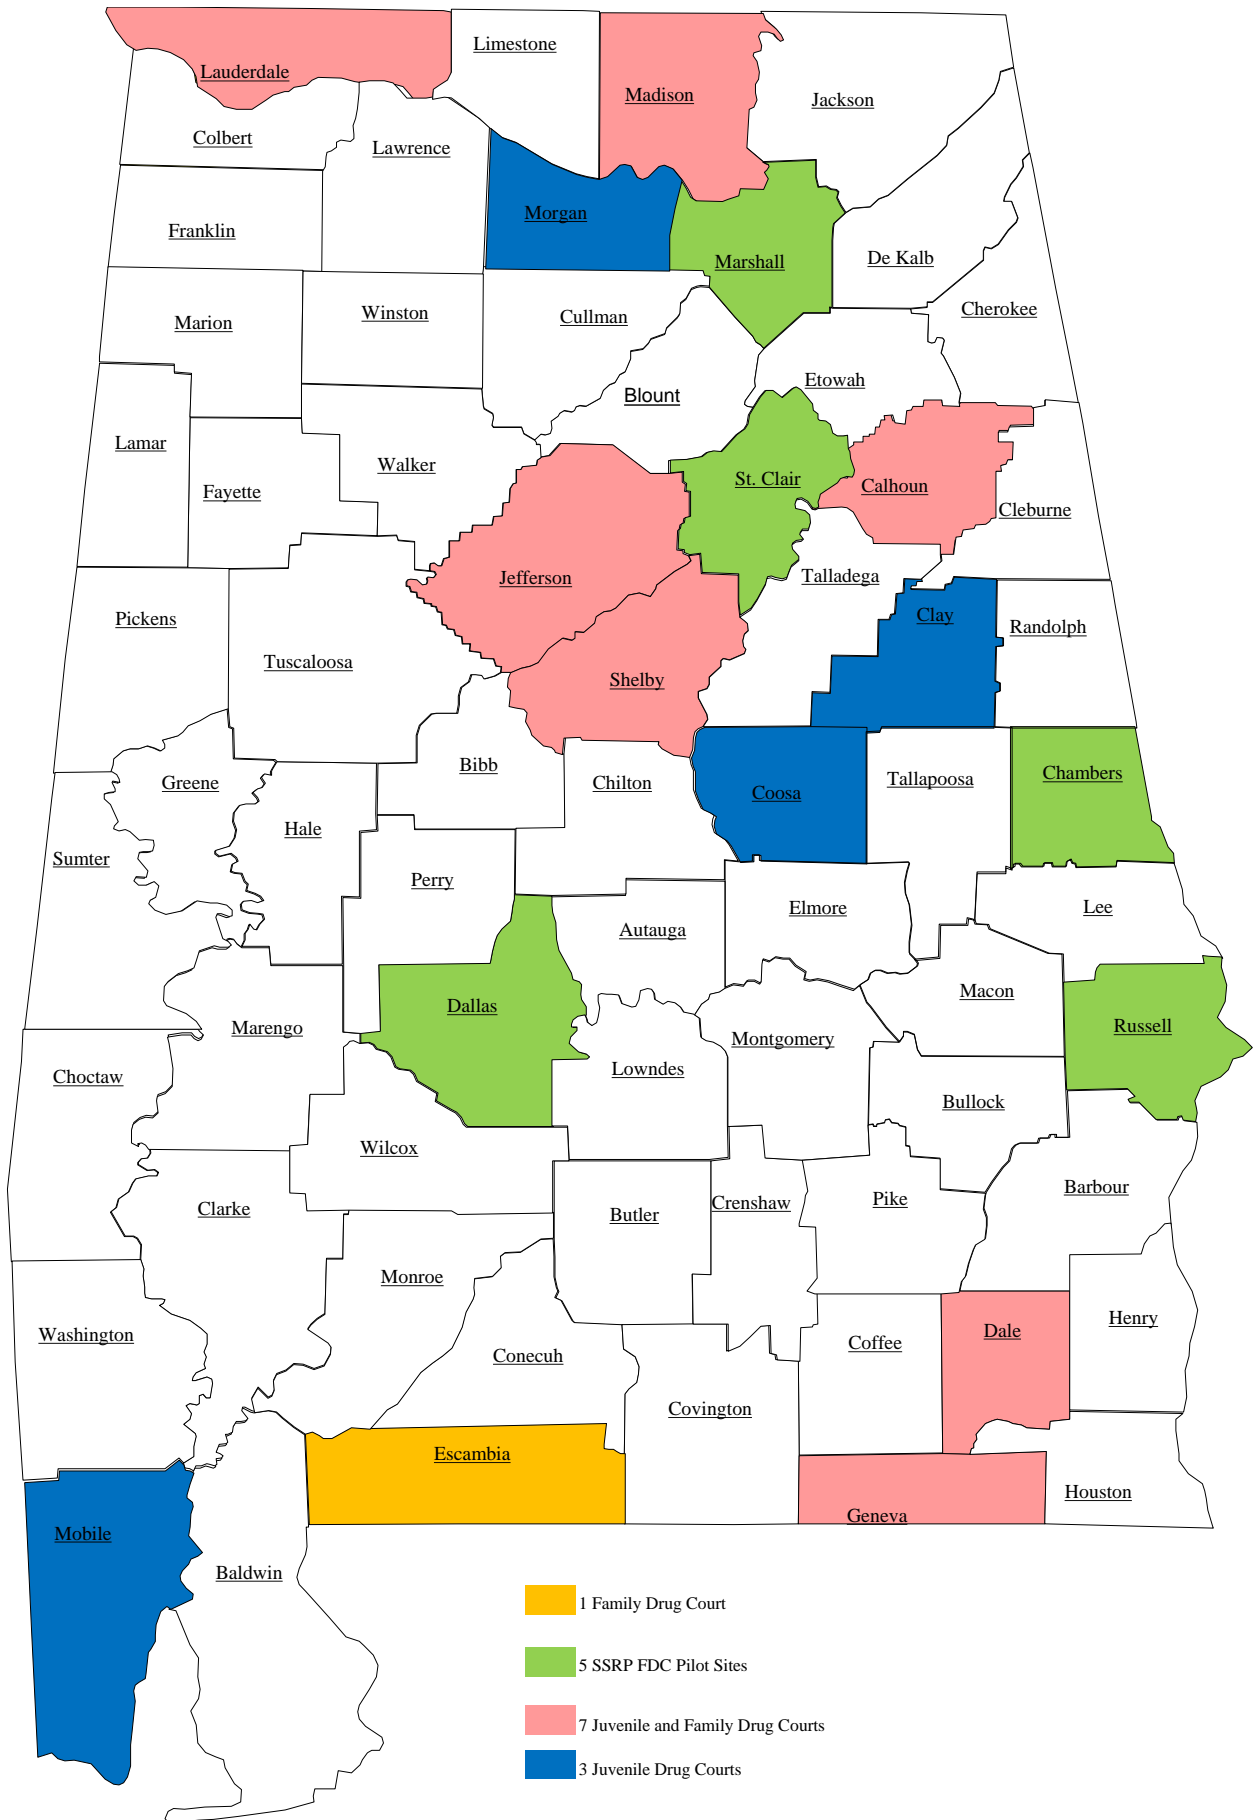 Limestone
Lauderdale
Madison
Jackson
Colbert
Lawrence
Morgan
Franklin
De Kalb
Marshall
Cherokee
Winston
Cullman
Marion
Etowah
Blount
Lamar
Walker
St. Clair
Calhoun
Fayette
Cleburne
Jefferson
Talladega
Clay
Pickens
Randolph
Tuscaloosa
Shelby
Bibb
Chambers
Greene
Chilton
Tallapoosa
Coosa
Hale
Sumter
Perry
Elmore
Lee
Autauga
Macon
Dallas
Marengo
Russell
Montgomery
Lowndes
Choctaw
Bullock
Wilcox
Barbour
Clarke
Crenshaw
Pike
Butler
Monroe
Henry
Washington
Dale
Coffee
Conecuh
Covington
Escambia
Houston
Geneva
Mobile
Baldwin
1 Family Drug Court
5 SSRP FDC Pilot Sites
7 Juvenile and Family Drug Courts
3 Juvenile Drug Courts